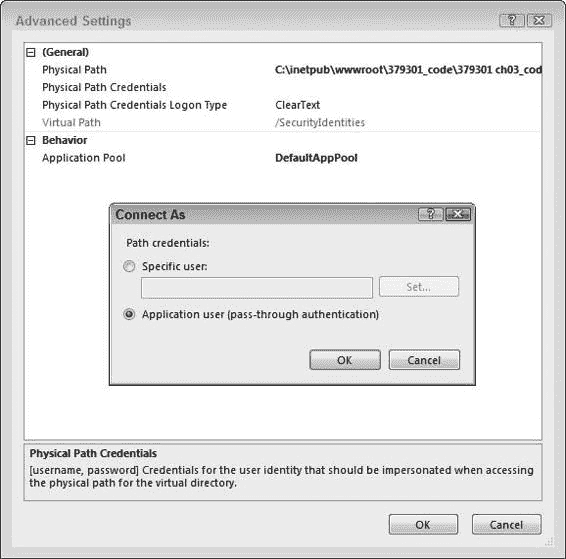 Advanced Settings
(General)
Physical Path C:\inetpub\wwwroot\379301_code\379301 ch03_cod
Physical Path Credentials
Physical Path Credentials Logon Type ClearText
Virtual Path /SecurityIdentities
Behavior
Application Pool DefaultAppPool
Connect As
Path credentials:
Specific user:
Set...
Application user (pass-through authentication)
OK Cancel
Physical Path Credentials
[username, password] Credentials for the user identity that should be impersonated when accessing
the physical path for the virtual directory.
OK Cancel